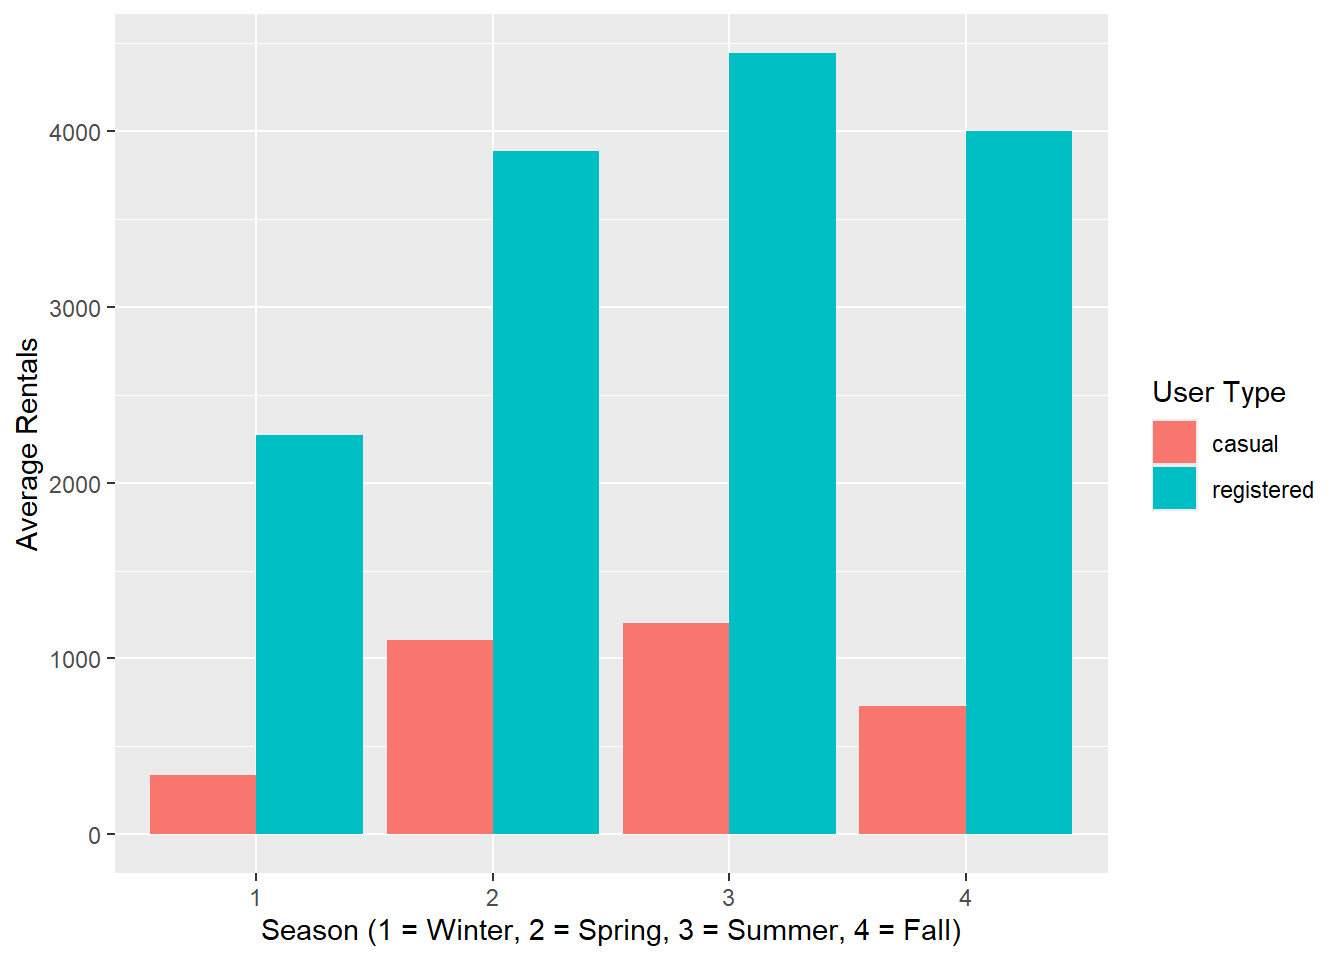 4000
3000
2000
1000
0
Average Rentals
1
2
3
4
Season (1 = Winter, 2 = Spring, 3 = Summer, 4 = Fall)
User Type
casual
registered